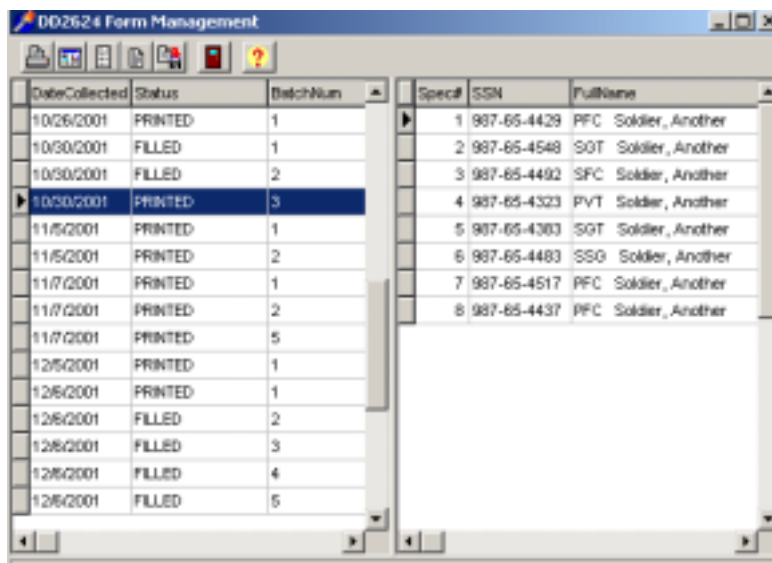 DD2624 Form Management
DateCollected Status BatchNum
10/26/2001 PRINTED 1
10/30/2001 FILLED 1
10/30/2001 FILLED 2
10/30/2001 PRINTED 3
11/5/2001 PRINTED 1
11/5/2001 PRINTED 2
11/7/2001 PRINTED 1
11/7/2001 PRINTED 2
11/7/2001 PRINTED 5
12/5/2001 PRINTED 1
12/6/2001 PRINTED 1
12/6/2001 FILLED 2
12/6/2001 FILLED 3
12/6/2001 FILLED 4
12/6/2001 FILLED 5
Spec# SSN FullName
1 987-65-4429 PFC Soldier, Another
2 987-65-4548 SGT Soldier, Another
3 987-65-4492 SFC Soldier, Another
4 987-65-4323 PVT Soldier, Another
5 987-65-4383 SGT Soldier, Another
6 987-65-4483 SSG Soldier, Another
7 987-65-4517 PFC Soldier, Another
8 987-65-4437 PFC Soldier, Another